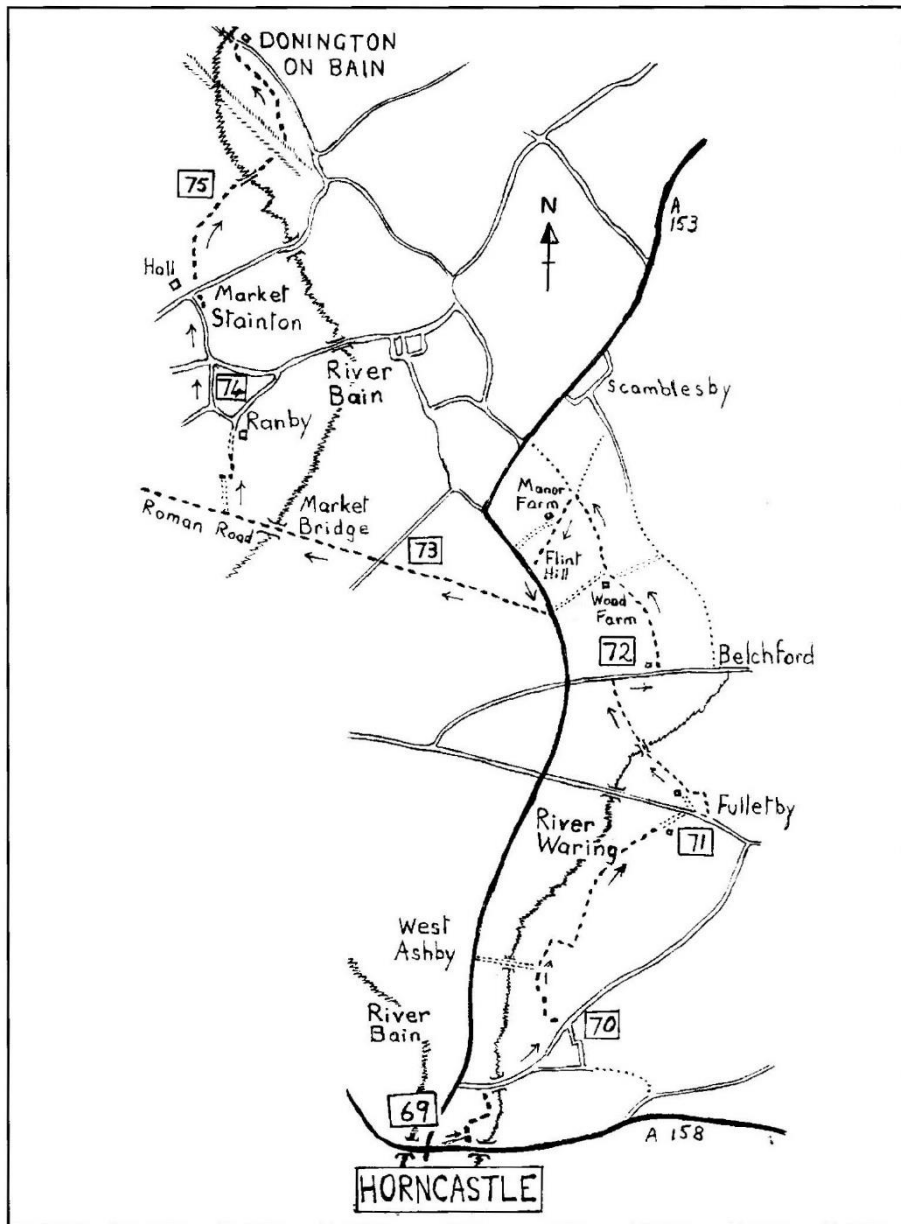 DONINGTON
ON BAIN
75
N
A
153
Hall
Market
Stainton
River
Bain
74
Scamblesby
Ranby
Manor
Farm
Roman Road
Market
Bridge
73
Flint
Hill
Wood
Farm
72
Belchford
Fulletby
River
Waring
71
West
Ashby
River
Bain
70
69
A 158
HORNCASTLE